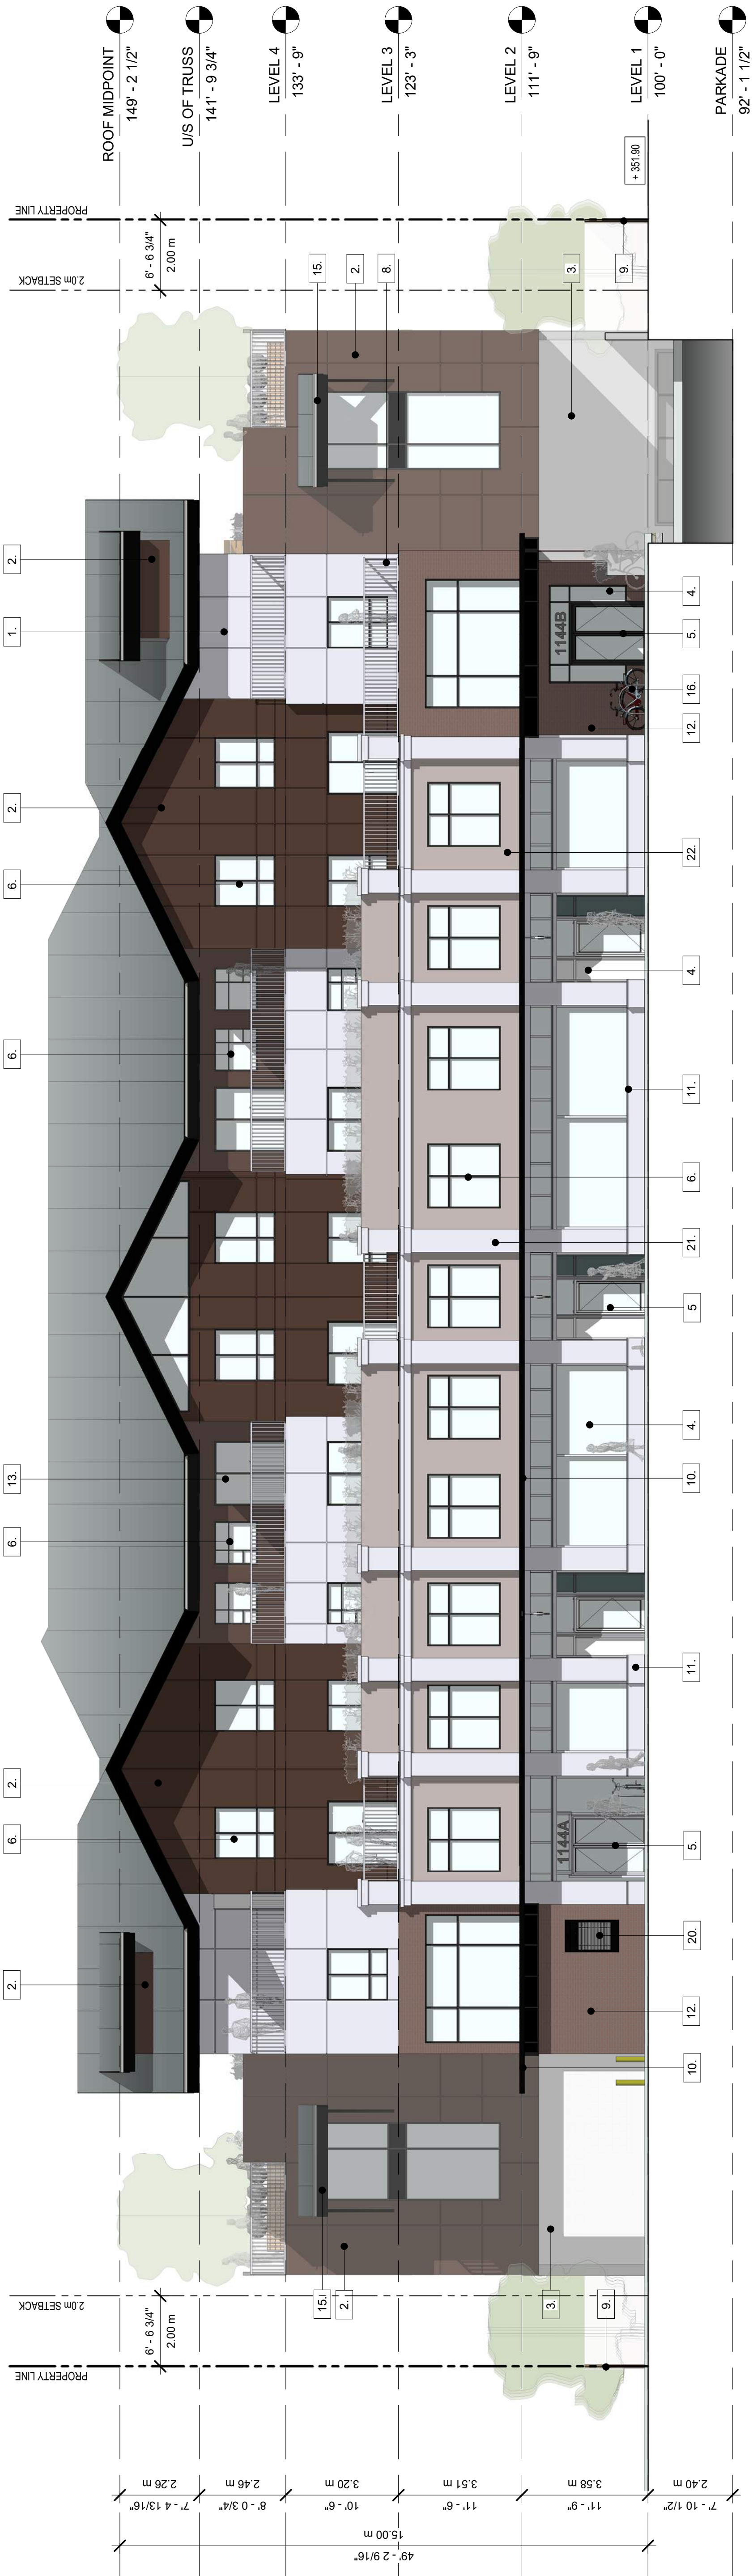 ROOF MIDPOINT
149' - 2 1/2"
U/S OF TRUSS
141' - 9 3/4"
LEVEL 4
133' - 9"
LEVEL 3
123' - 3"
LEVEL 2
111' - 9"
LEVEL 1
100' - 0"
PARKADE
92' - 1 1/2"
+ 351.90
PROPERTY LINE
6' - 6 3/4"
2.00 m
2.0m SETBACK
15.
2.
8.
3.
9.
2.
1.
2.
6.
6.
13.
6.
2.
6.
2.
1144B
4.
5.
16.
12.
22.
4.
11.
6.
21.
5
4.
10.
11.
1144A
5.
20.
12.
10.
15.
2.
3.
9.
2.0m SETBACK
6' - 6 3/4"
2.00 m
PROPERTY LINE
2.26 m
7' - 4 13/16"
2.46 m
8' - 0 3/4"
3.20 m
10' - 6"
3.51 m
11' - 6"
3.58 m
11' - 9"
2.40 m
7' - 10 1/2"
15.00 m
49' - 2 9/16"